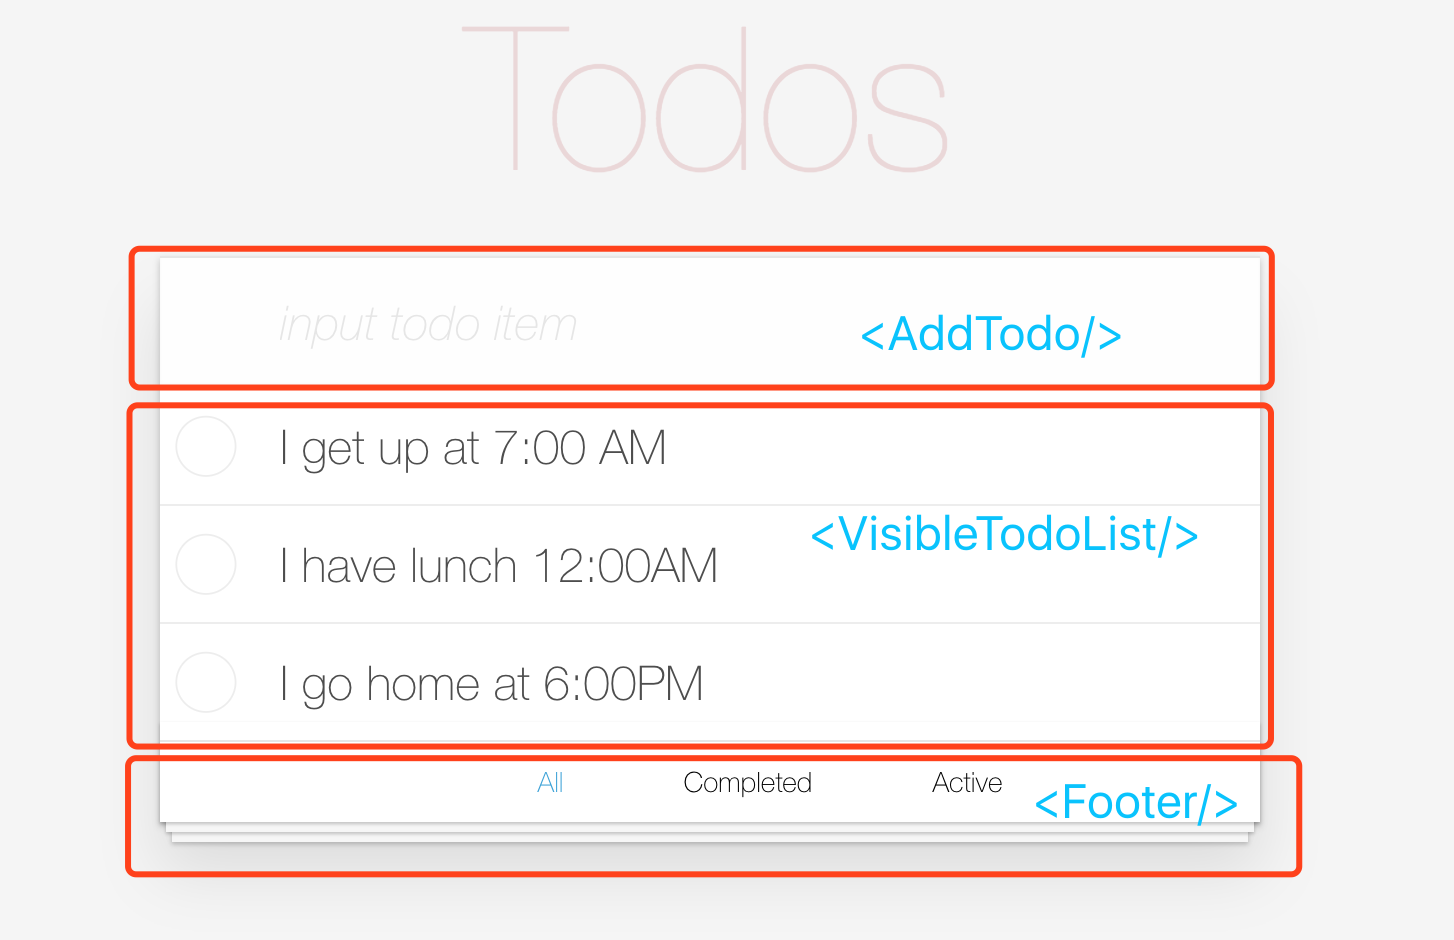 Todos
input todo item
<AddTodo/>
I get up at 7:00 AM
<VisibleTodoList/>
I have lunch 12:00AM
I go home at 6:00PM
All Completed Active
<Footer/>